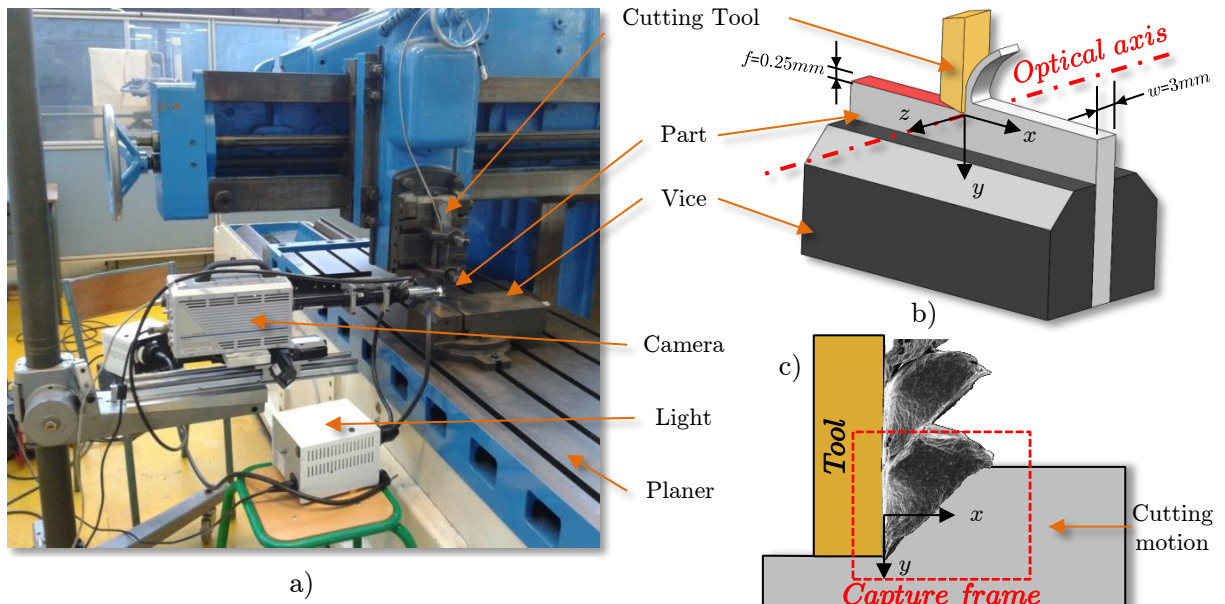 Cutting Tool
Part
Vice
Camera
Light
Planer
a)
b)
f=0.25mm
Optical axis
w=3mm
z
x
y
c)
Tool
x
y
Cutting
motion
Capture frame